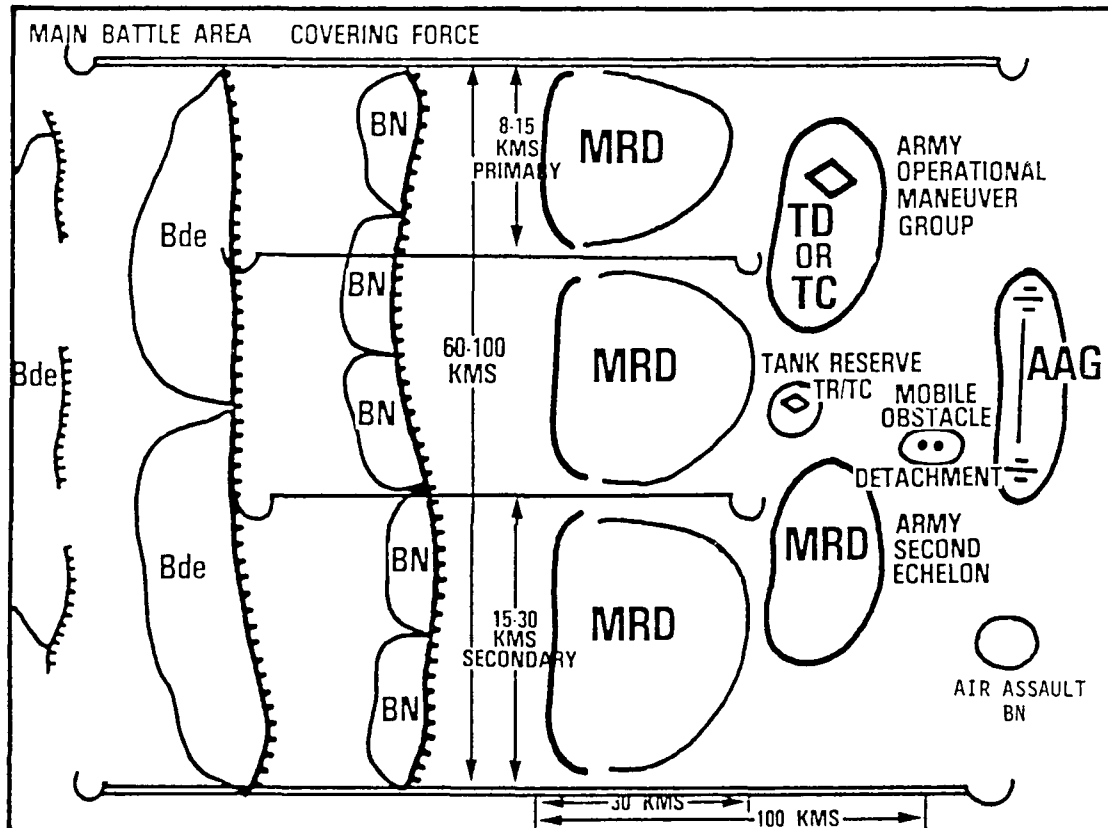 MAIN BATTLE AREA COVERING FORCE
BN
8-15
KMS
PRIMARY
MRD
ARMY
OPERATIONAL
MANEUVER
GROUP
Bde
TD
OR
TC
BN
60-100
KMS
MRD
TANK RESERVE
TR/TC
MOBILE
OBSTACLE
DETACHMENT
AAG
Bde
BN
Bde
BN
15-30
KMS
SECONDARY
MRD
MRD
ARMY
SECOND
ECHELON
BN
AIR ASSAULT
BN
30 KMS
100 KMS